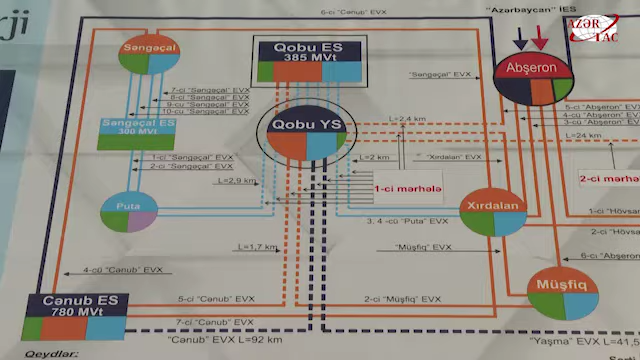 rji
6-ci "Cənub" EVX
"Azərbaycan" İES
AZƏR
TAC
Səngəçal
Qobu ES
385 MVt
"Səngəçal" EVX
Abşeron
7-ci "Səngəçal" EVX
8-ci "Səngəçal" EVX
9-cu "Səngəçal" EVX
10-cu "Səngəçal" EVX
Səngəçal ES
300 MVt
Qobu YS
L=2,4 km
5-ci "Abşeron" EVX
4-cü "Abşeron" EVX
3-cü "Abşeron" EVX
L=24 km
1-ci "Səngəçal" EVX
2-ci "Səngəçal" EVX
L=2 km
"Xırdalan" EVX
L=2,9 km
1-ci mərhələ
2-ci mərhələ
Puta
Xırdalan
3. 4 -cü "Puta" EVX
1-ci "Hövsa
2-ci "Hövsa
L=1,7 km
"Müşfiq" EVX
6-cı "Abşeron"
4-cü "Cənub" EVX
Müşfiq
Cənub ES
780 MVt
5-ci "Cənub" EVX
2-ci "Müşfiq" EVX
7-ci "Cənub" EVX
"Cənub" EVX L=92 km
"Yaşma" EVX L=41,5
Qeydlər: